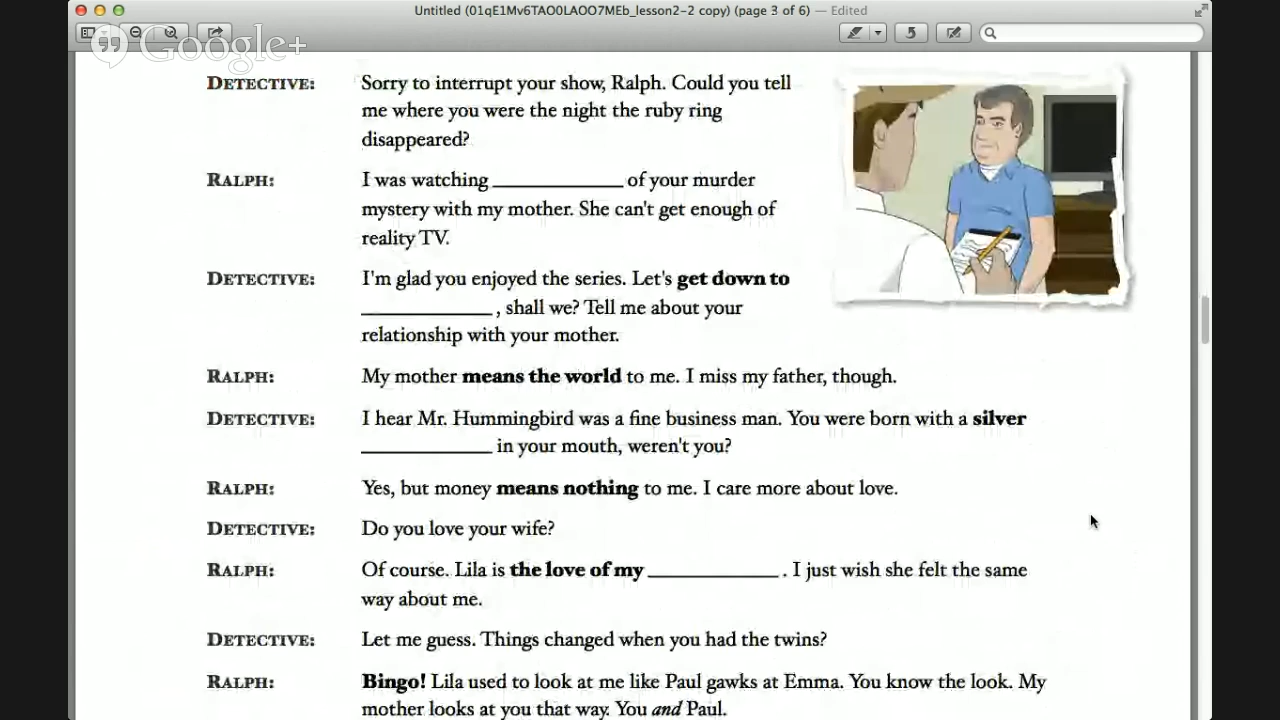 Untitled (01qE1Mv6TAO0LAOO7MEb_lesson2-2 copy) (page 3 of 6) — Edited
Google+
DETECTIVE: Sorry to interrupt your show, Ralph. Could you tell
me where you were the night the ruby ring
disappeared?
RALPH: I was watching _____________ of your murder
mystery with my mother. She can't get enough of
reality TV.
DETECTIVE: I'm glad you enjoyed the series. Let's get down to
_____________ , shall we? Tell me about your
relationship with your mother.
RALPH: My mother means the world to me. I miss my father, though.
DETECTIVE: I hear Mr. Hummingbird was a fine business man. You were born with a silver
_____________ in your mouth, weren't you?
RALPH: Yes, but money means nothing to me. I care more about love.
DETECTIVE: Do you love your wife?
RALPH: Of course. Lila is the love of my _____________ . I just wish she felt the same
way about me.
DETECTIVE: Let me guess. Things changed when you had the twins?
RALPH: Bingo! Lila used to look at me like Paul gawks at Emma. You know the look. My
mother looks at you that way. You and Paul.